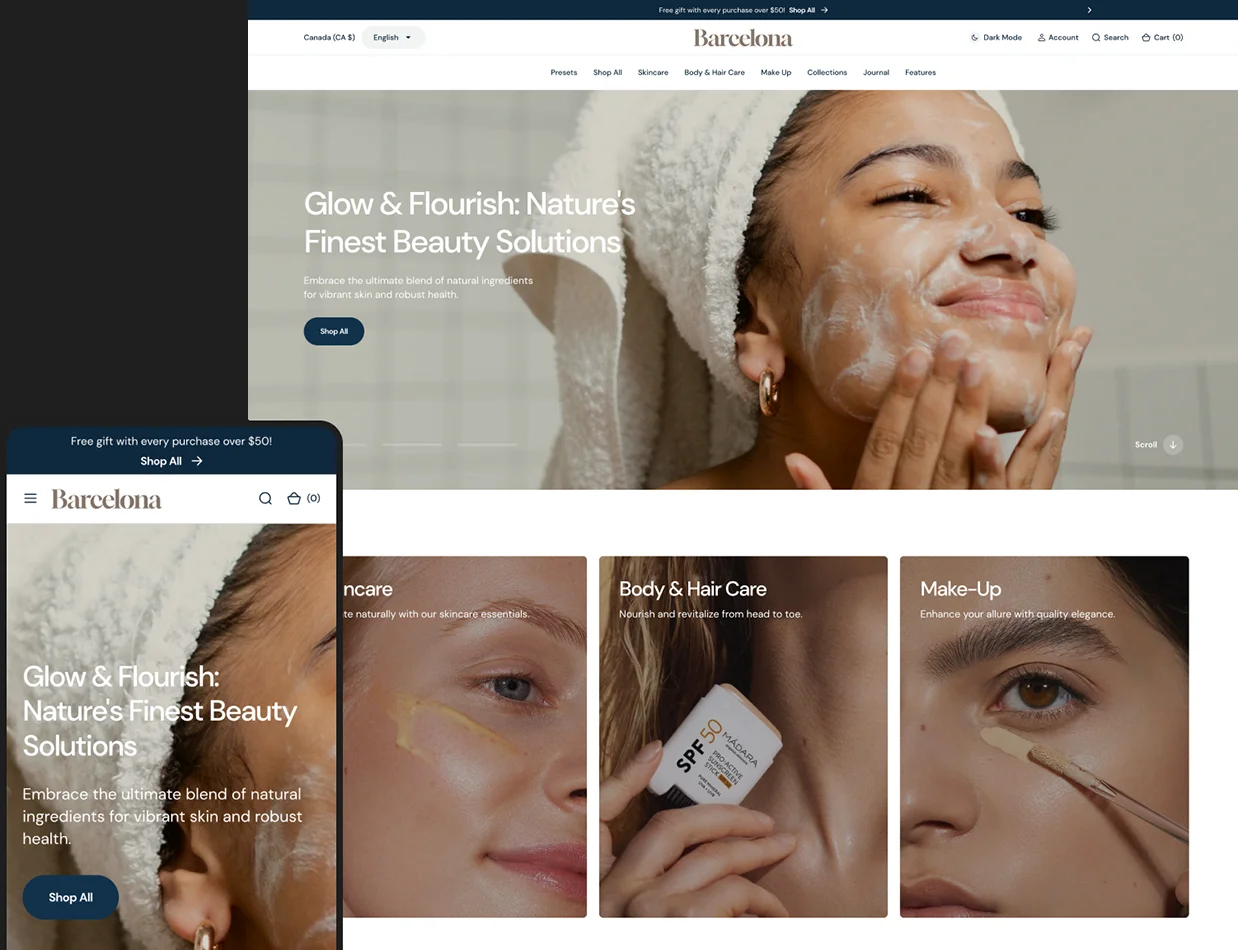 Free gift with every purchase over $50! Shop All
Canada (CA $) English
Barcelona
Dark Mode Account Search Cart (0)
Presets Shop All Skincare Body & Hair Care Make Up Collections Journal Features
Glow & Flourish: Nature's
Finest Beauty Solutions
Embrace the ultimate blend of natural ingredients
for vibrant skin and robust health.
Shop All
Scroll
ncare
te naturally with our skincare essentials.
Body & Hair Care
Nourish and revitalize from head to toe.
SPF 50
MÁDARA
PRO-ACTIVE
SUNSCREEN
STICK
PURE MINERAL
UVA + UVB
Make-Up
Enhance your allure with quality elegance.
Free gift with every purchase over $50!
Shop All
Barcelona
(0)
Glow & Flourish:
Nature's Finest Beauty
Solutions
Embrace the ultimate blend of natural
ingredients for vibrant skin and robust
health.
Shop All